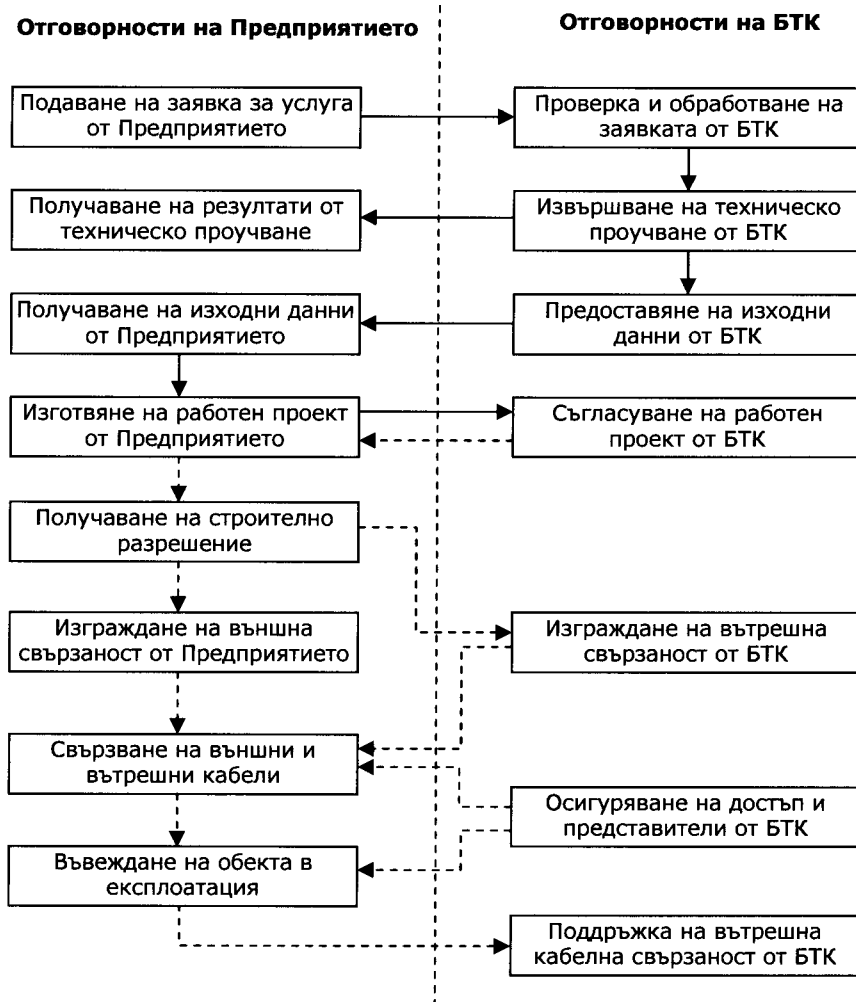 Отговорности на Предприятието
Отговорности на БТК
Подаване на заявка за услуга
от Предприятието
Проверка и обработване на
заявката от БТК
Получаване на резултати от
техническо проучване
Извършване на техническо
проучване от БТК
Получаване на изходни данни
от Предприятието
Предоставяне на изходни
данни от БТК
Изготвяне на работен проект
от Предприятието
Съгласуване на работен
проект от БТК
Получаване на строително
разрешение
Изграждане на външна
свързаност от Предприятието
Изграждане на вътрешна
свързаност от БТК
Свързване на външни и
вътрешни кабели
Осигуряване на достъп и
представители от БТК
Въвеждане на обекта в
експлоатация
Поддръжка на вътрешна
кабелна свързаност от БТК